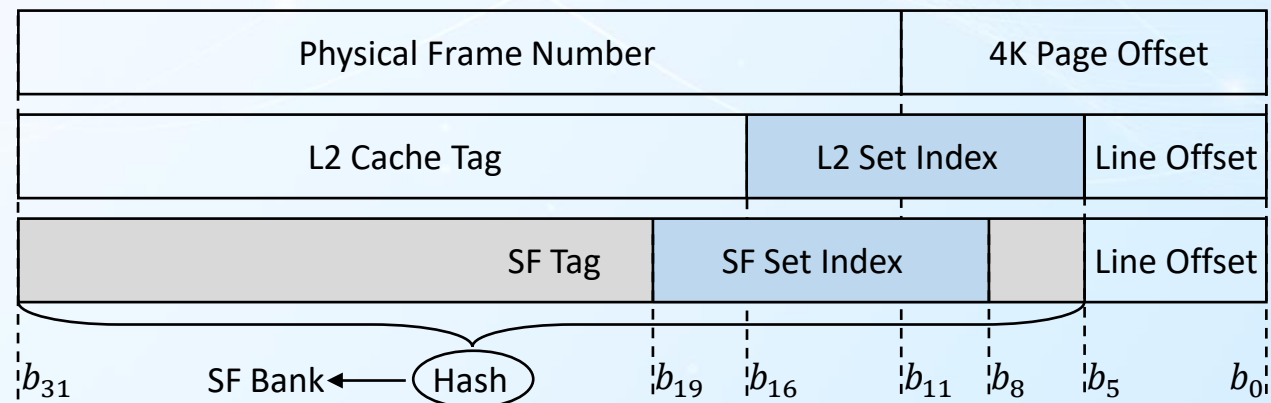 Physical Frame Number 4K Page Offset
L2 Cache Tag L2 Set Index Line Offset
SF Tag SF Set Index Line Offset
b₃₁ SF Bank Hash b₁₉ b₁₆ b₁₁ b₈ b₅ b₀